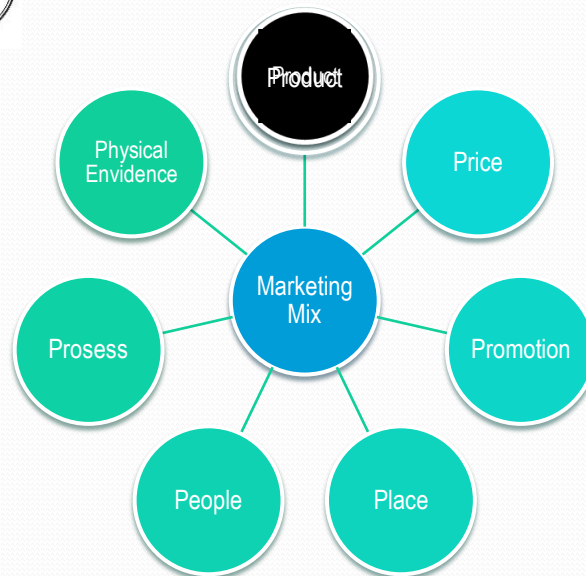 Product
Price
Promotion
Place
People
Prosess
Physical
Envidence
Marketing
Mix